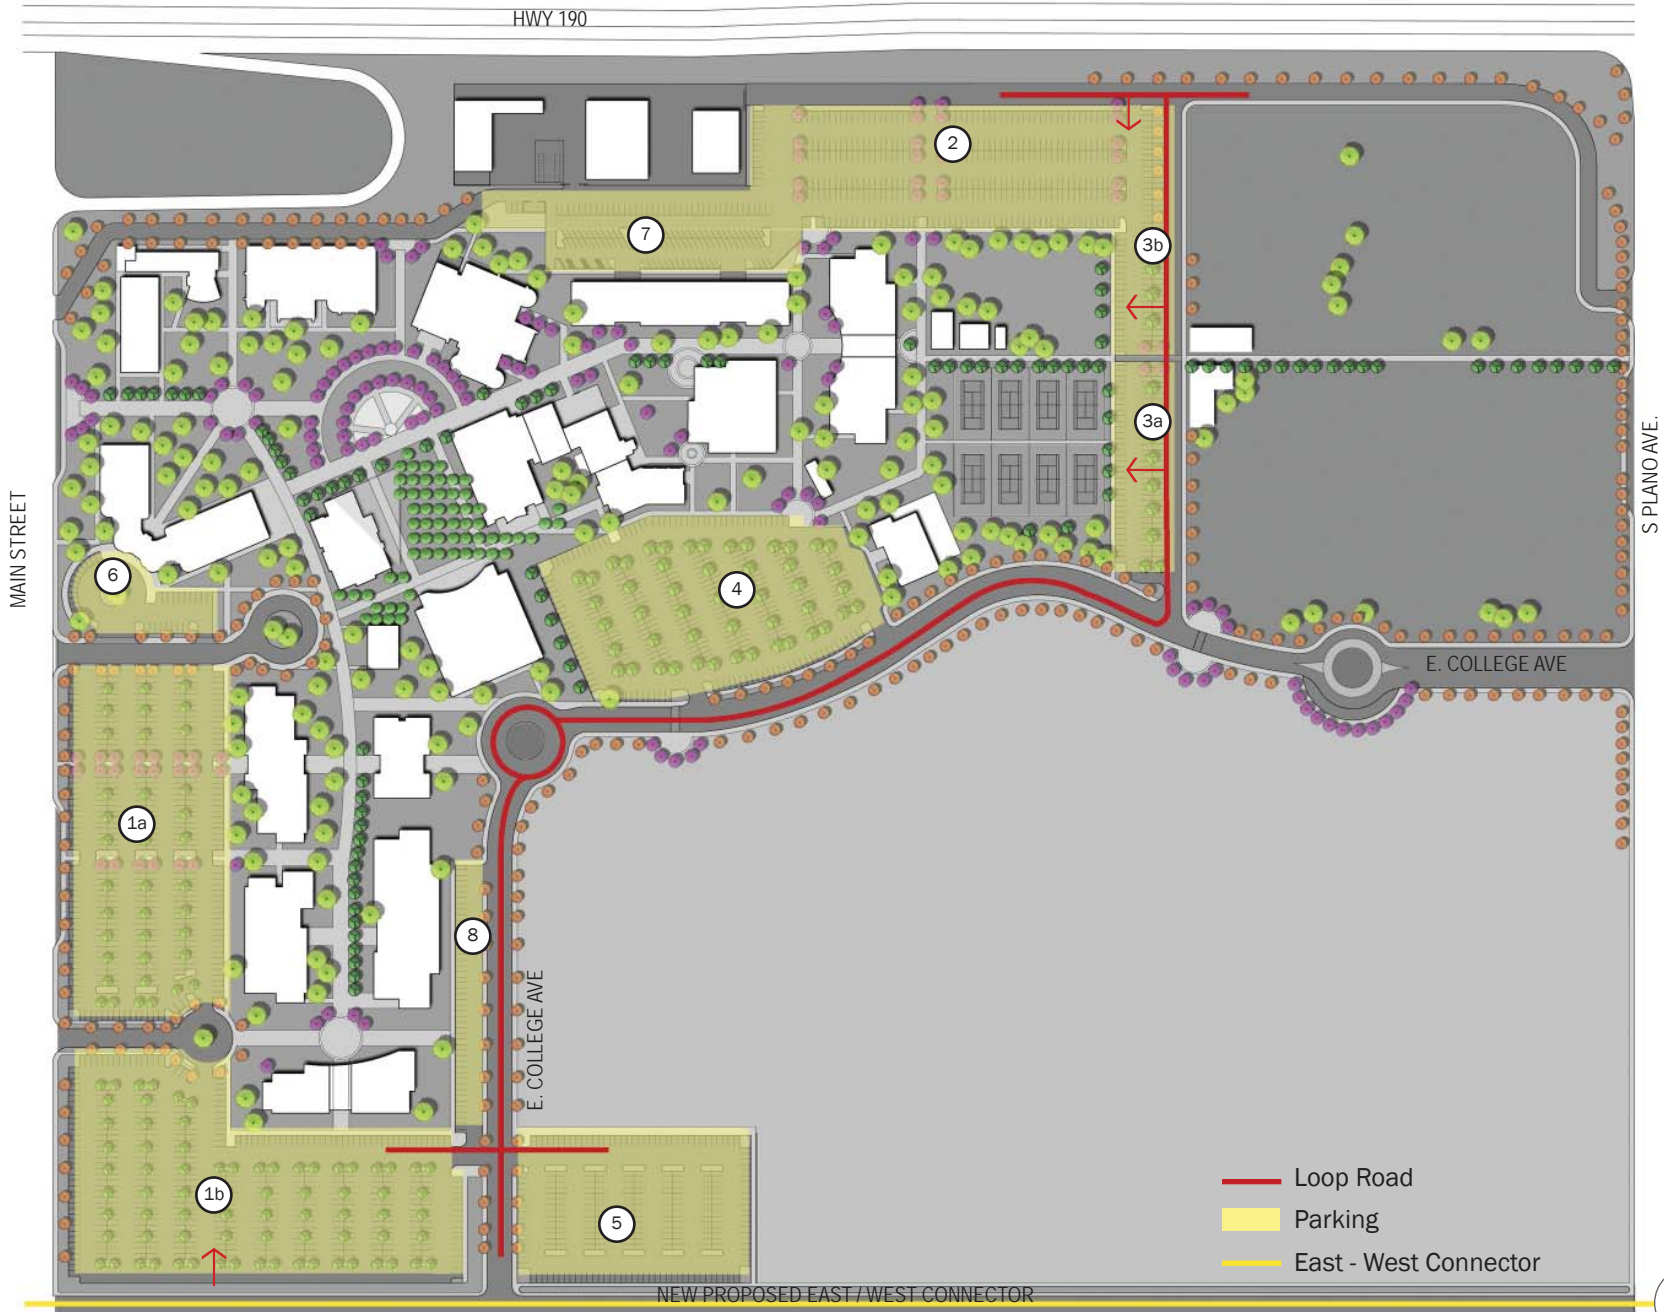 HWY 190
2
7
3b
3a
MAIN STREET
S PLANO AVE.
6
4
E. COLLEGE AVE
1a
8
E. COLLEGE AVE
1b
5
Loop Road
Parking
East - West Connector
NEW PROPOSED EAST / WEST CONNECTOR